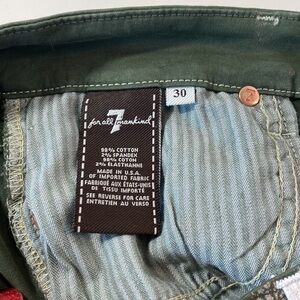 7
for all mankind
30
98% COTTON
2% SPANDEX
98% COTON
2% ELASTHANNE
MADE IN U.S.A.
OF IMPORTED FABRIC
FABRIQUÉ AUX ÉTATS-UNIS
DE TISSU IMPORTÉ
SEE REVERSE FOR CARE
ENTRETIEN AU VERSO